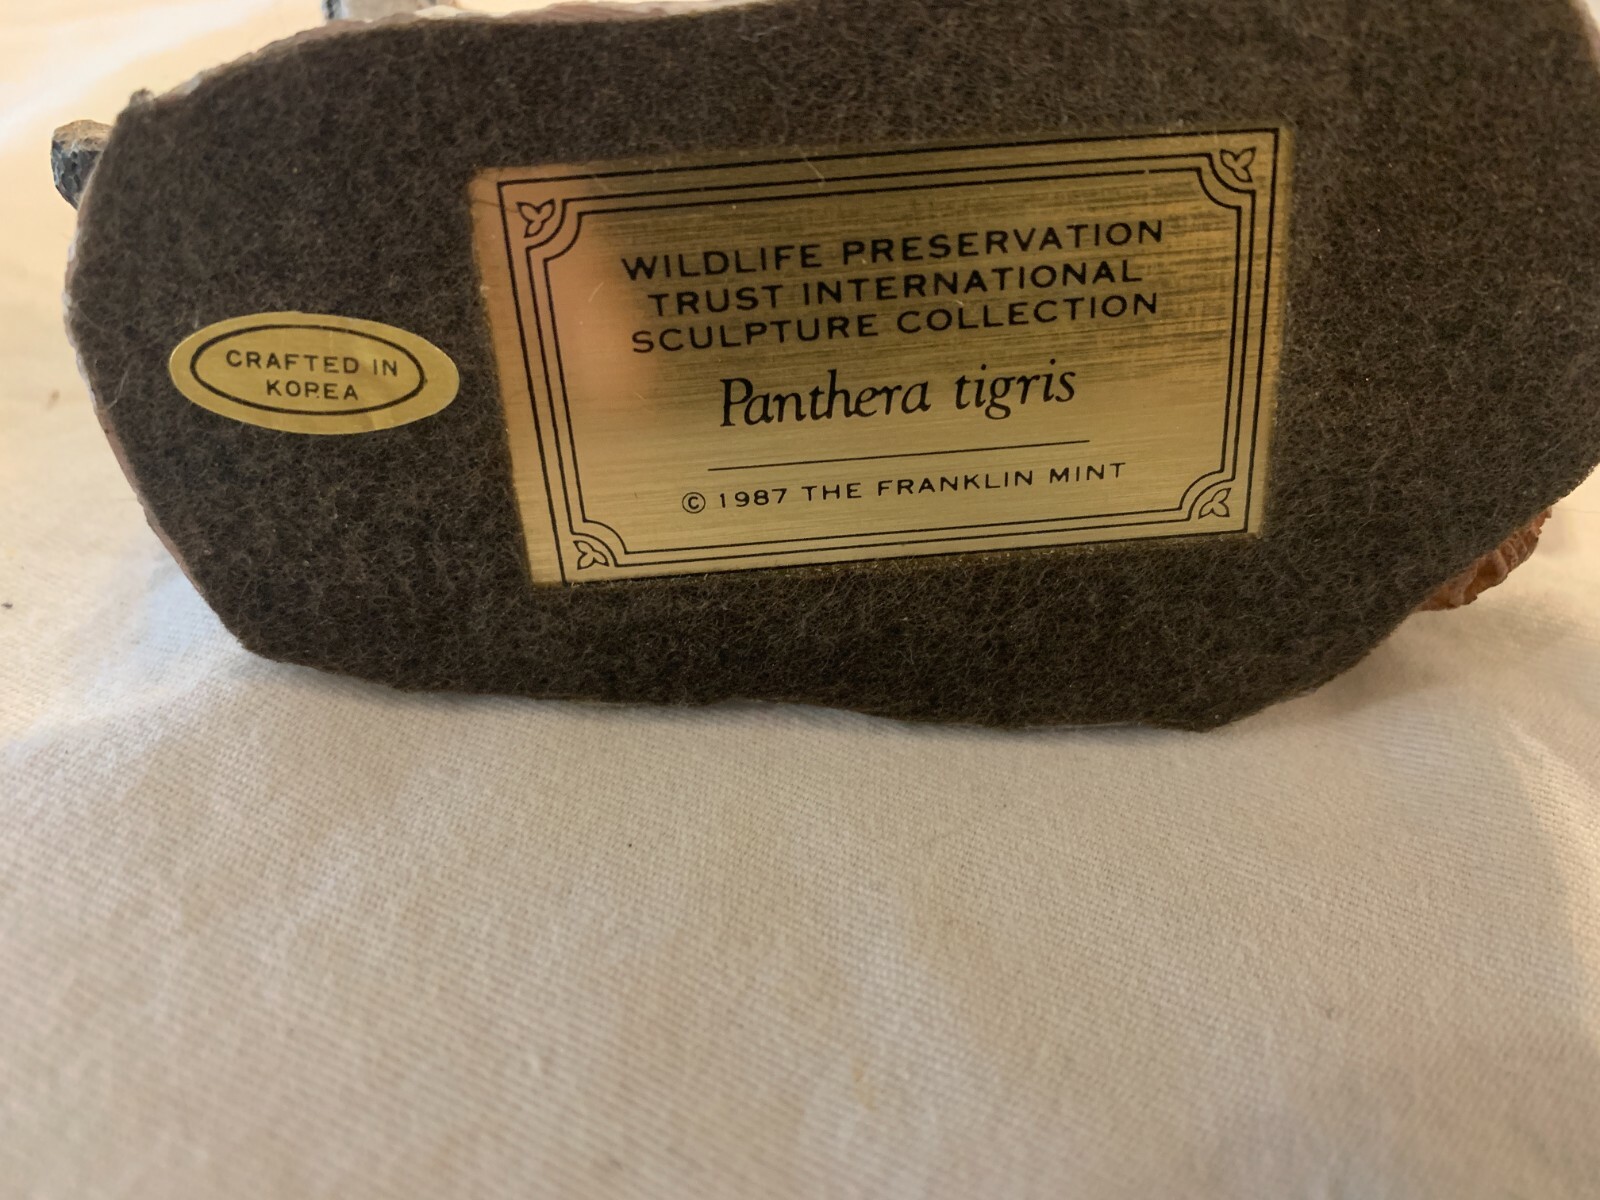 CRAFTED IN
KOREA
WILDLIFE PRESERVATION
TRUST INTERNATIONAL
SCULPTURE COLLECTION
Panthera tigris
© 1987 THE FRANKLIN MINT